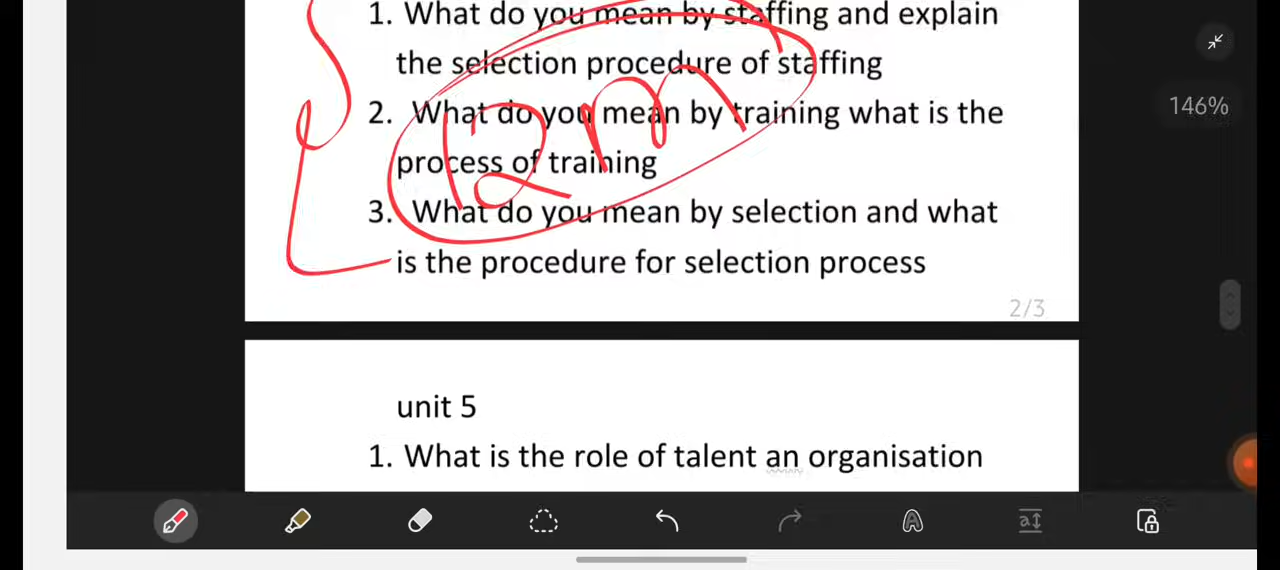 1. What do you mean by staffing and explain
the selection procedure of staffing
146%
2. What do you mean by training what is the
process of training
2m
3. What do you mean by selection and what
is the procedure for selection process
2/3
unit 5
1. What is the role of talent an organisation
A
a